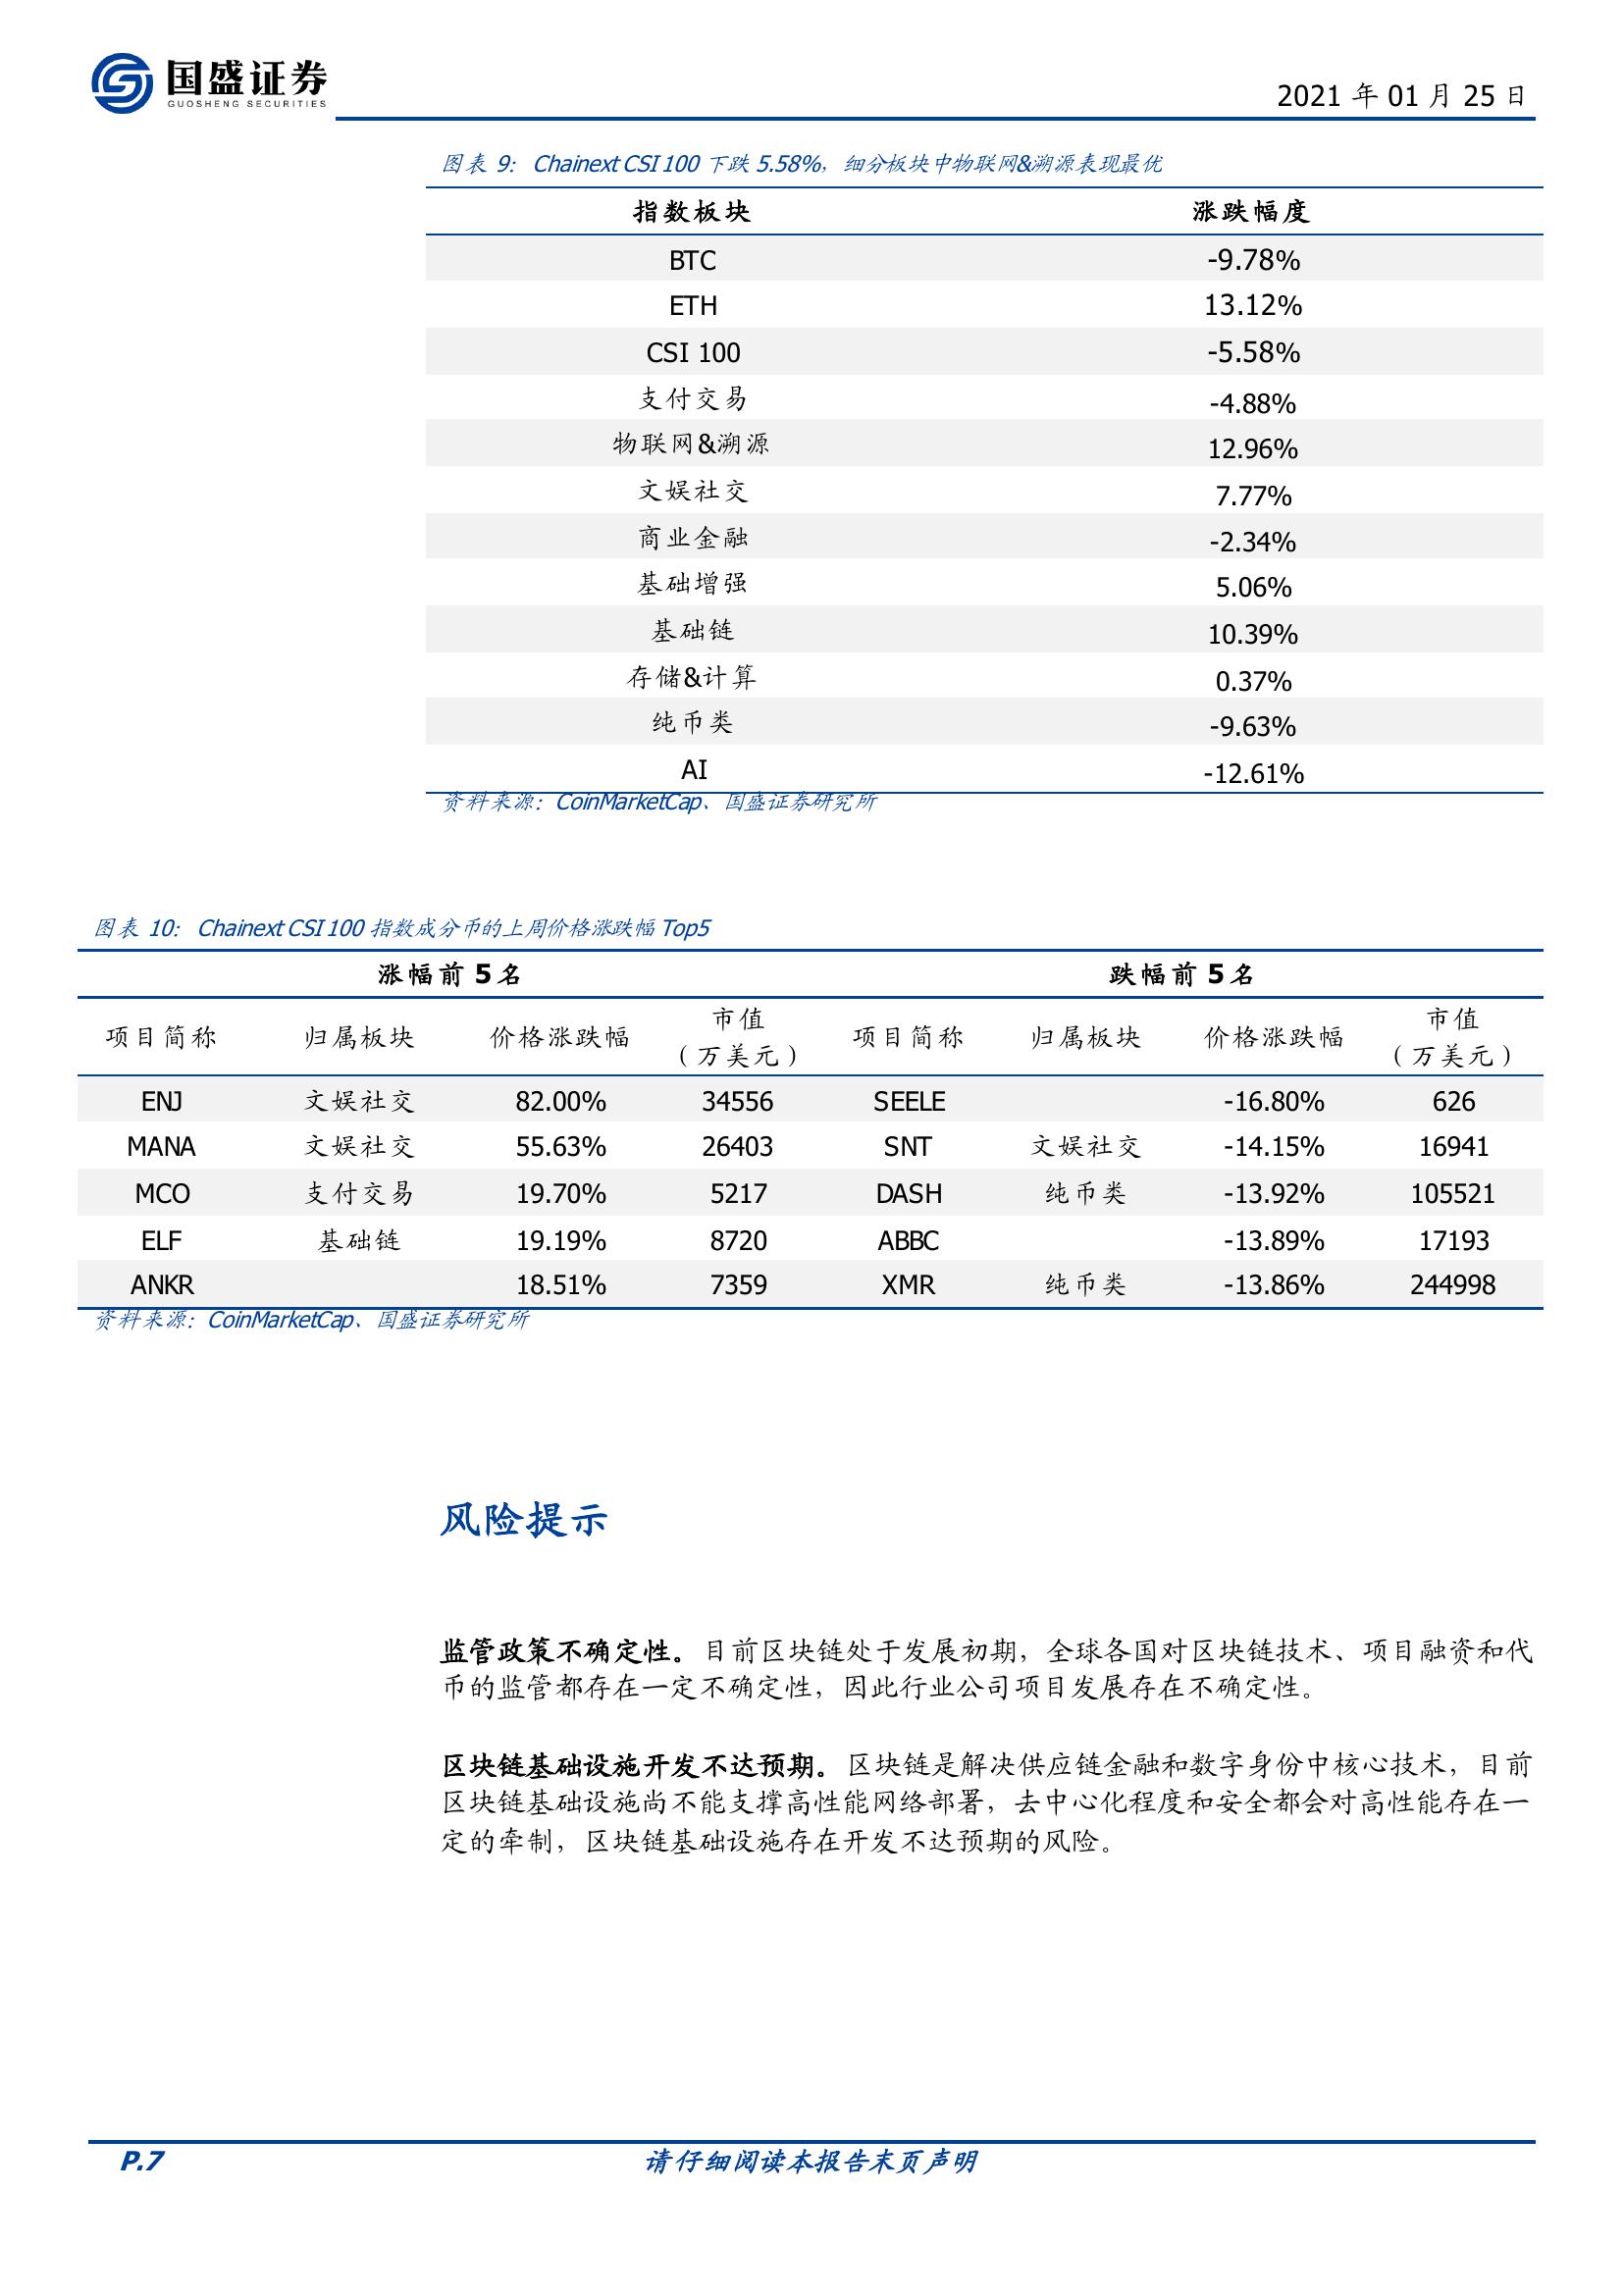 国盛证券
GUOSHENG SECURITIES
2021 年 01 月 25 日
图表 9： Chainext CSI 100 下跌 5.58%，细分板块中物联网&溯源表现最优
指数板块 涨跌幅度
BTC -9.78%
ETH 13.12%
CSI 100 -5.58%
支付交易 -4.88%
物联网&溯源 12.96%
文娱社交 7.77%
商业金融 -2.34%
基础增强 5.06%
基础链 10.39%
存储&计算 0.37%
纯币类 -9.63%
AI -12.61%
资料来源：CoinMarketCap、国盛证券研究所
图表 10： Chainext CSI 100 指数成分币的上周价格涨跌幅 Top5
涨幅前 5 名 跌幅前 5 名
项目简称 归属板块 价格涨跌幅 市值（万美元） 项目简称 归属板块 价格涨跌幅 市值（万美元）
ENJ 文娱社交 82.00% 34556 SEELE -16.80% 626
MANA 文娱社交 55.63% 26403 SNT 文娱社交 -14.15% 16941
MCO 支付交易 19.70% 5217 DASH 纯币类 -13.92% 105521
ELF 基础链 19.19% 8720 ABBC -13.89% 17193
ANKR 18.51% 7359 XMR 纯币类 -13.86% 244998
资料来源：CoinMarketCap、国盛证券研究所
风险提示
监管政策不确定性。目前区块链处于发展初期，全球各国对区块链技术、项目融资和代
币的监管都存在一定不确定性，因此行业公司项目发展存在不确定性。
区块链基础设施开发不达预期。区块链是解决供应链金融和数字身份中核心技术，目前
区块链基础设施尚不能支撑高性能网络部署，去中心化程度和安全都会对高性能存在一
定的牵制，区块链基础设施存在开发不达预期的风险。
P.7 请仔细阅读本报告末页声明